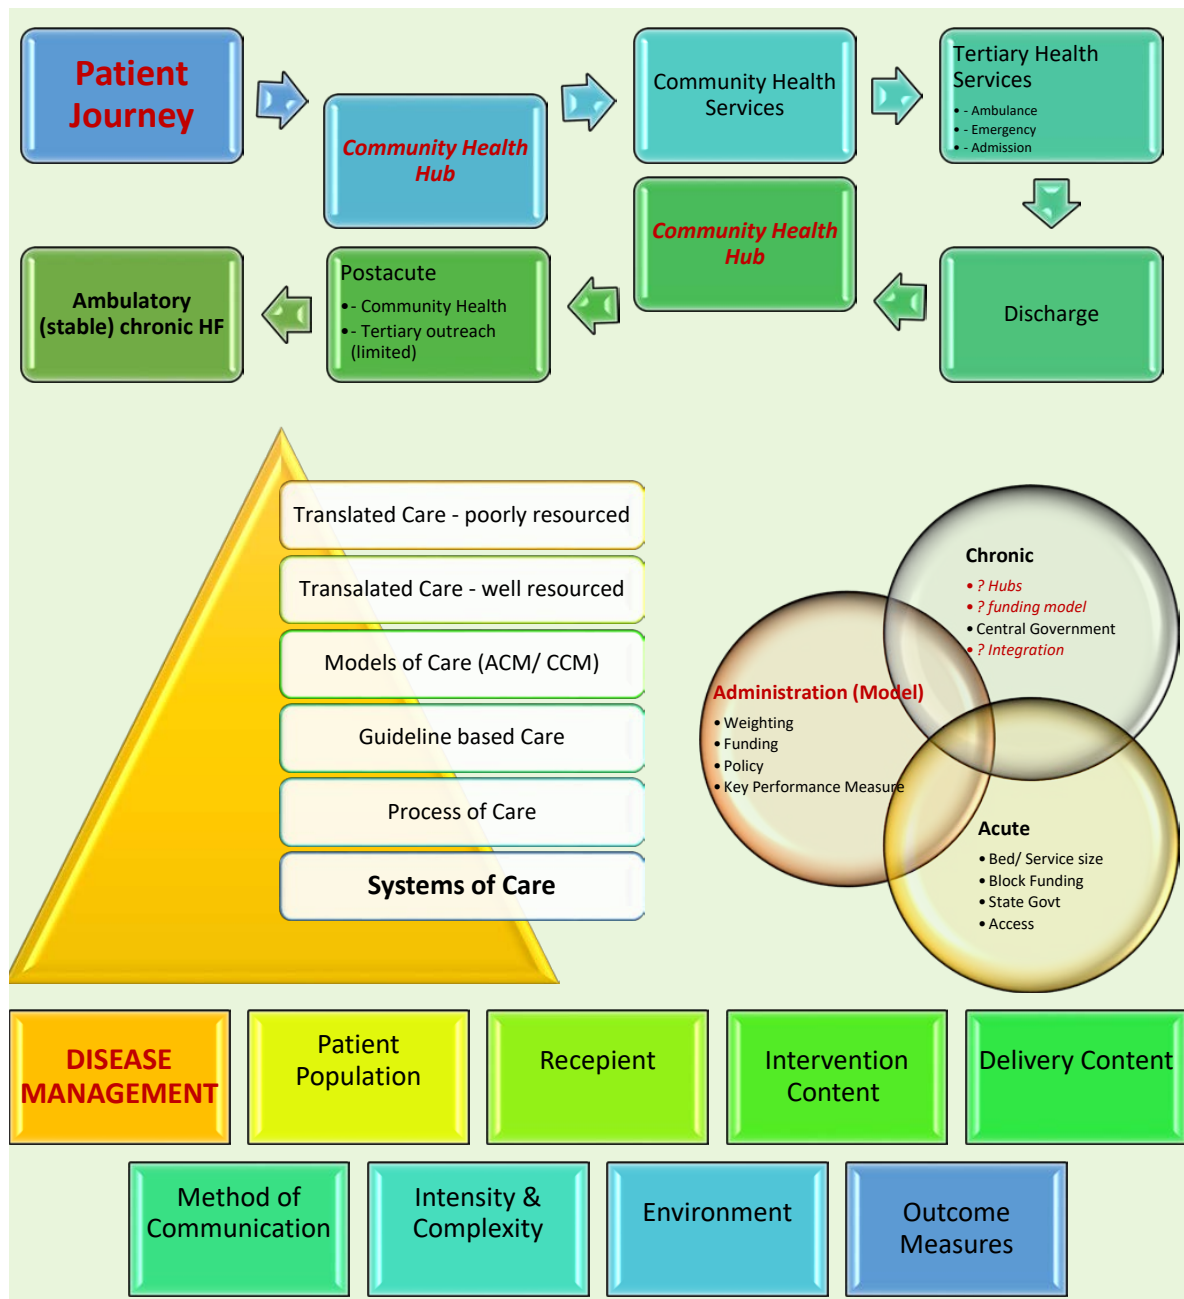 Patient
Journey
Community Health
Hub
Community Health
Services
Tertiary Health
Services
• - Ambulance
• - Emergency
• - Admission
Discharge
Community Health
Hub
Postacute
• - Community Health
• - Tertiary outreach
(limited)
Ambulatory
(stable) chronic HF
Translated Care - poorly resourced
Transalated Care - well resourced
Models of Care (ACM/ CCM)
Guideline based Care
Process of Care
Systems of Care
Chronic
• ? Hubs
• ? funding model
• Central Government
• ? Integration
Administration (Model)
• Weighting
• Funding
• Policy
• Key Performance Measure
Acute
• Bed/ Service size
• Block Funding
• State Govt
• Access
DISEASE
MANAGEMENT
Patient
Population
Recepient
Intervention
Content
Delivery Content
Method of
Communication
Intensity &
Complexity
Environment
Outcome
Measures